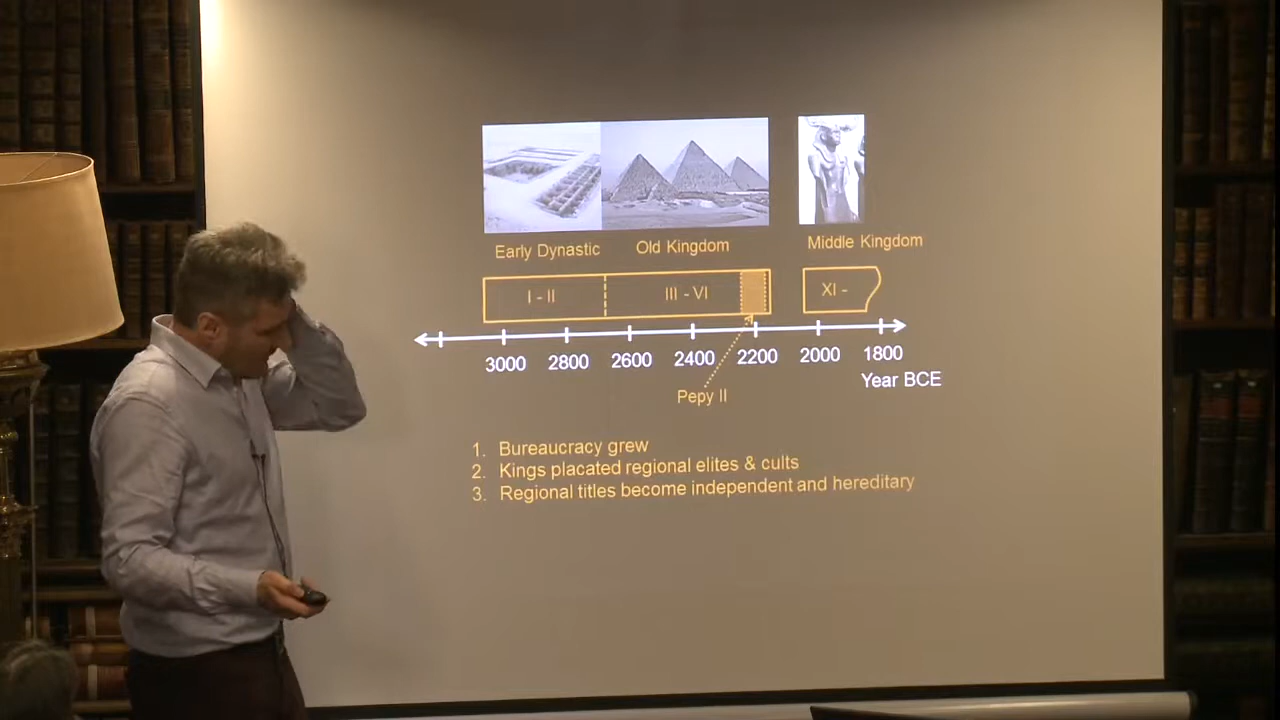 Early Dynastic
Old Kingdom
Middle Kingdom
I - II
III - VI
XI -
3000
2800
2600
2400
2200
2000
1800
Year BCE
Pepy II
1. Bureaucracy grew
2. Kings placated regional elites & cults
3. Regional titles become independent and hereditary